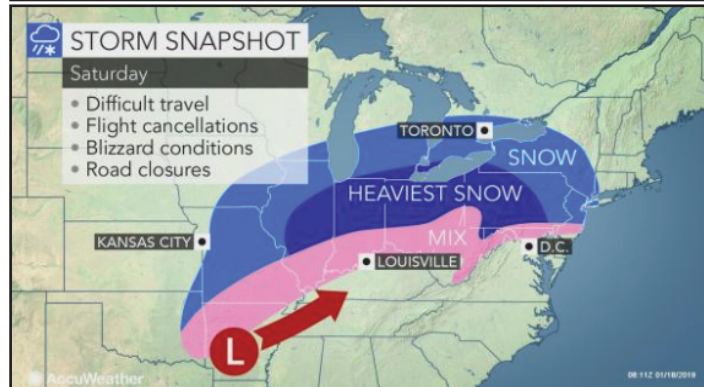 STORM SNAPSHOT
Saturday
• Difficult travel
• Flight cancellations
• Blizzard conditions
• Road closures
TORONTO
SNOW
HEAVIEST SNOW
KANSAS CITY
MIX
D.C.
LOUISVILLE
L
AccuWeather
08:11Z 01/18/2019